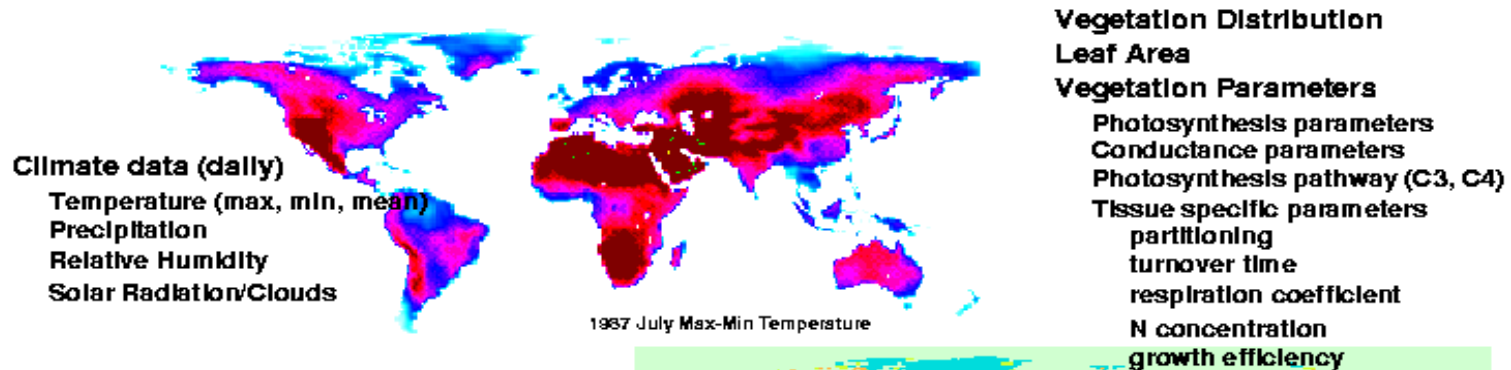 Vegetation Distribution
Leaf Area
Vegetation Parameters
Photosynthesis parameters
Conductance parameters
Photosynthesis pathway (C3, C4)
Tissue specific parameters
partitioning
turnover time
respiration coefficient
N concentration
growth efficiency
Climate data (daily)
Temperature (max, min, mean)
Precipitation
Relative Humidity
Solar Radiation/Clouds
1987 July Max-Min Temperature